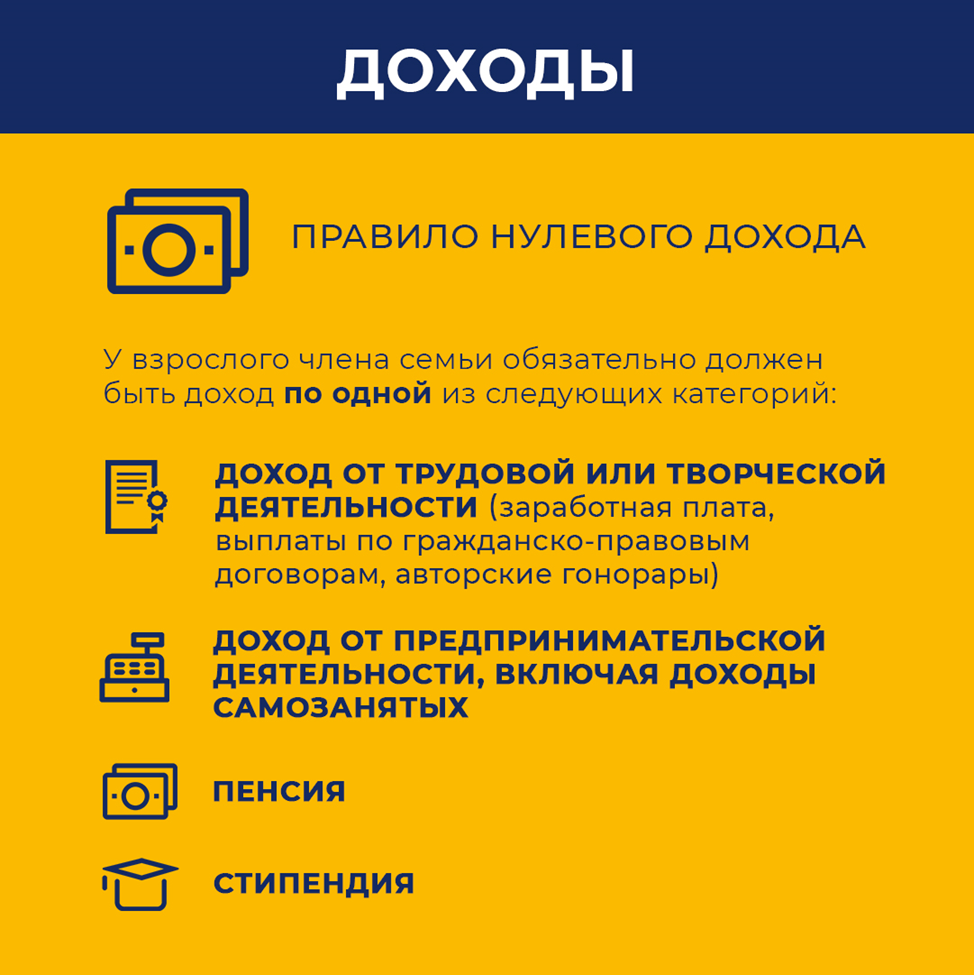 ДОХОДЫ
ПРАВИЛО НУЛЕВОГО ДОХОДА
У взрослого члена семьи обязательно должен
быть доход по одной из следующих категорий:
ДОХОД ОТ ТРУДОВОЙ ИЛИ ТВОРЧЕСКОЙ
ДЕЯТЕЛЬНОСТИ (заработная плата,
выплаты по гражданско-правовым
договорам, авторские гонорары)
ДОХОД ОТ ПРЕДПРИНИМАТЕЛЬСКОЙ
ДЕЯТЕЛЬНОСТИ, ВКЛЮЧАЯ ДОХОДЫ
САМОЗАНЯТЫХ
ПЕНСИЯ
СТИПЕНДИЯ